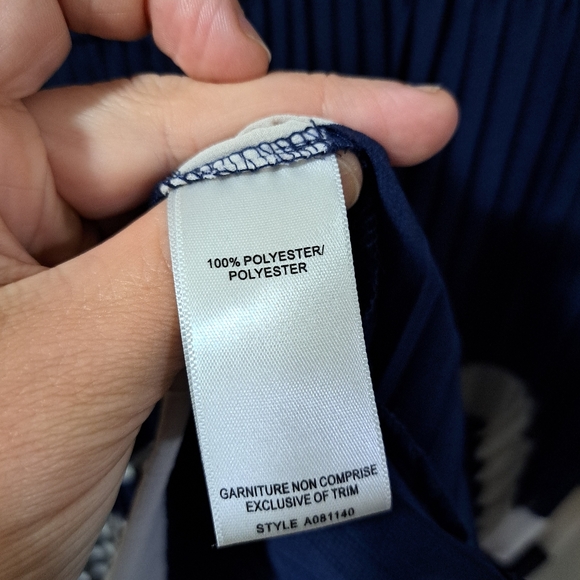 100% POLYESTER/
POLYESTER
GARNITURE NON COMPRISE
EXCLUSIVE OF TRIM
STYLE A081140